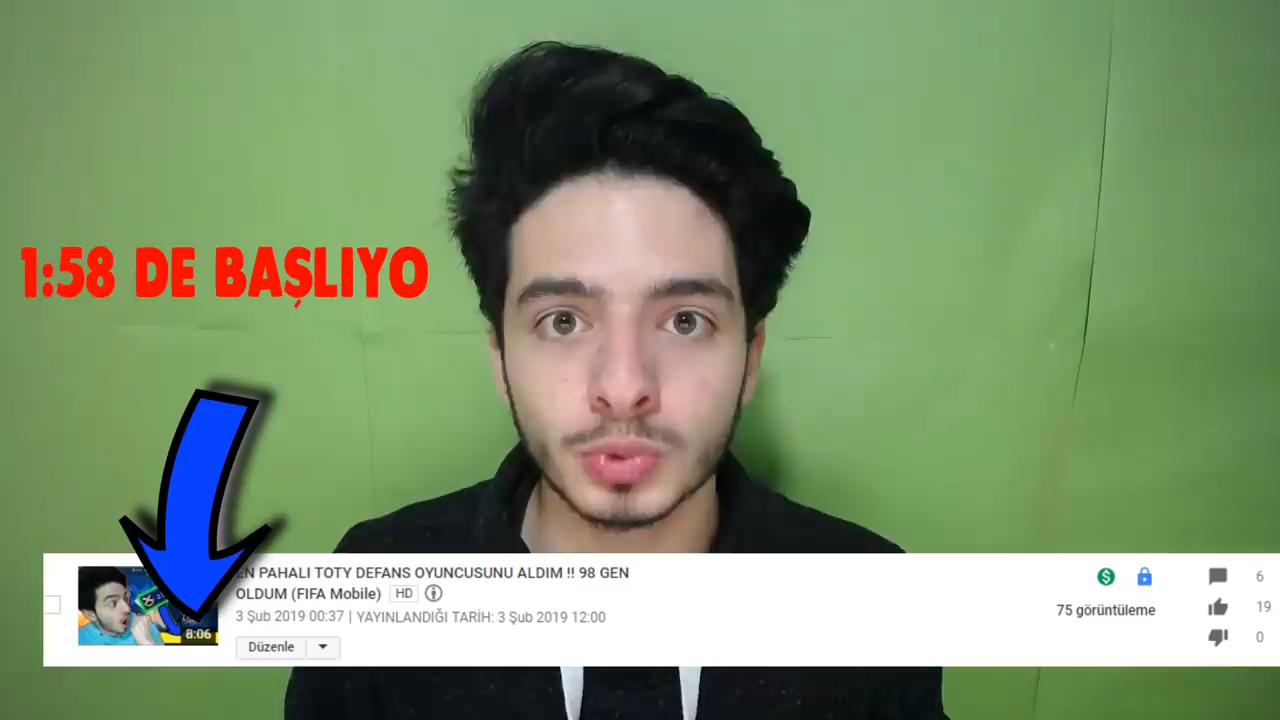 1:58 DE BAŞLIYO
EN PAHALI TOTY DEFANS OYUNCUSUNU ALDIM !! 98 GEN
OLDUM (FIFA Mobile) HD
3 Şub 2019 00:37 | YAYINLANDIĞI TARİH: 3 Şub 2019 12:00
Düzenle
8:06
75 görüntüleme
6
19
0